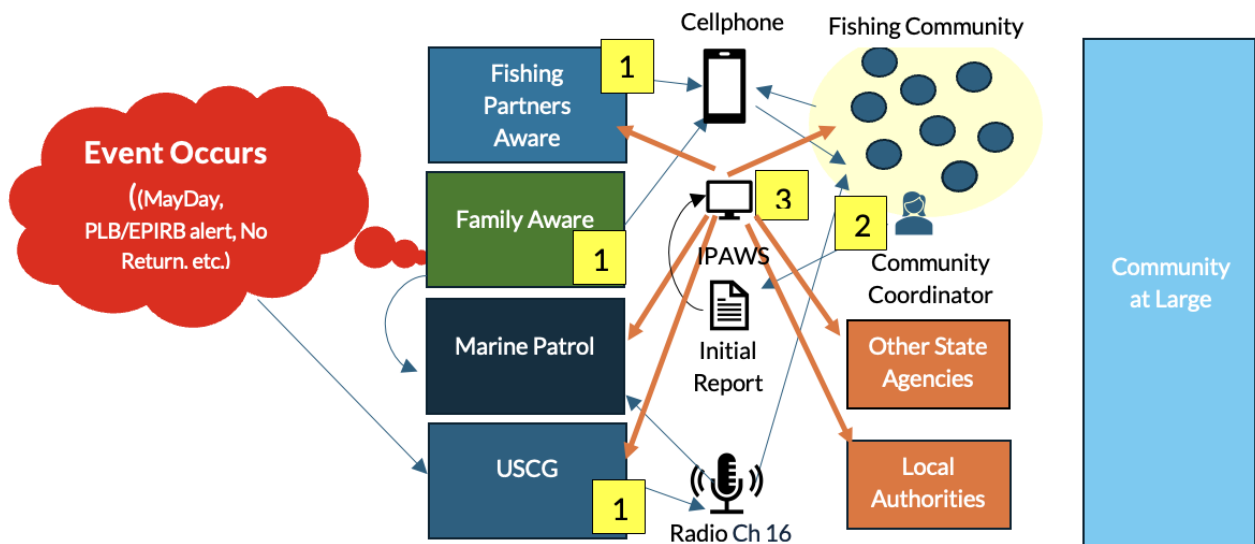 Cellphone
Fishing Community
Fishing
Partners
Aware
1
Event Occurs
((MayDay,
PLB/EPIRB alert, No
Return. etc.)
Family Aware
1
3
2
IPAWS
Community
Coordinator
Community
at Large
Marine Patrol
Initial
Report
Other State
Agencies
USCG
1
Radio Ch 16
Local
Authorities